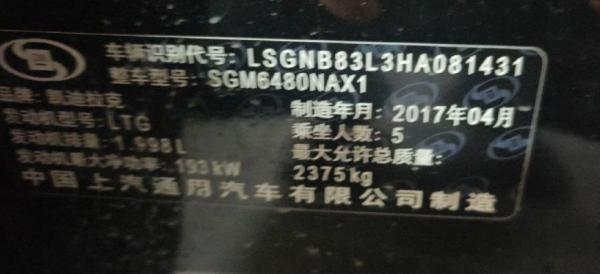 车辆识别代号: LSGNB83L3HA081431
整车型号: SGM6480NAX1
品牌: 凯迪拉克 制造年月: 2017年04月
发动机型号: LTG 乘坐人数: 5
发动机排量: 1.998L 最大允许总质量:
发动机最大净功率: 193kW 2375kg
中国上汽通用汽车有限公司制造